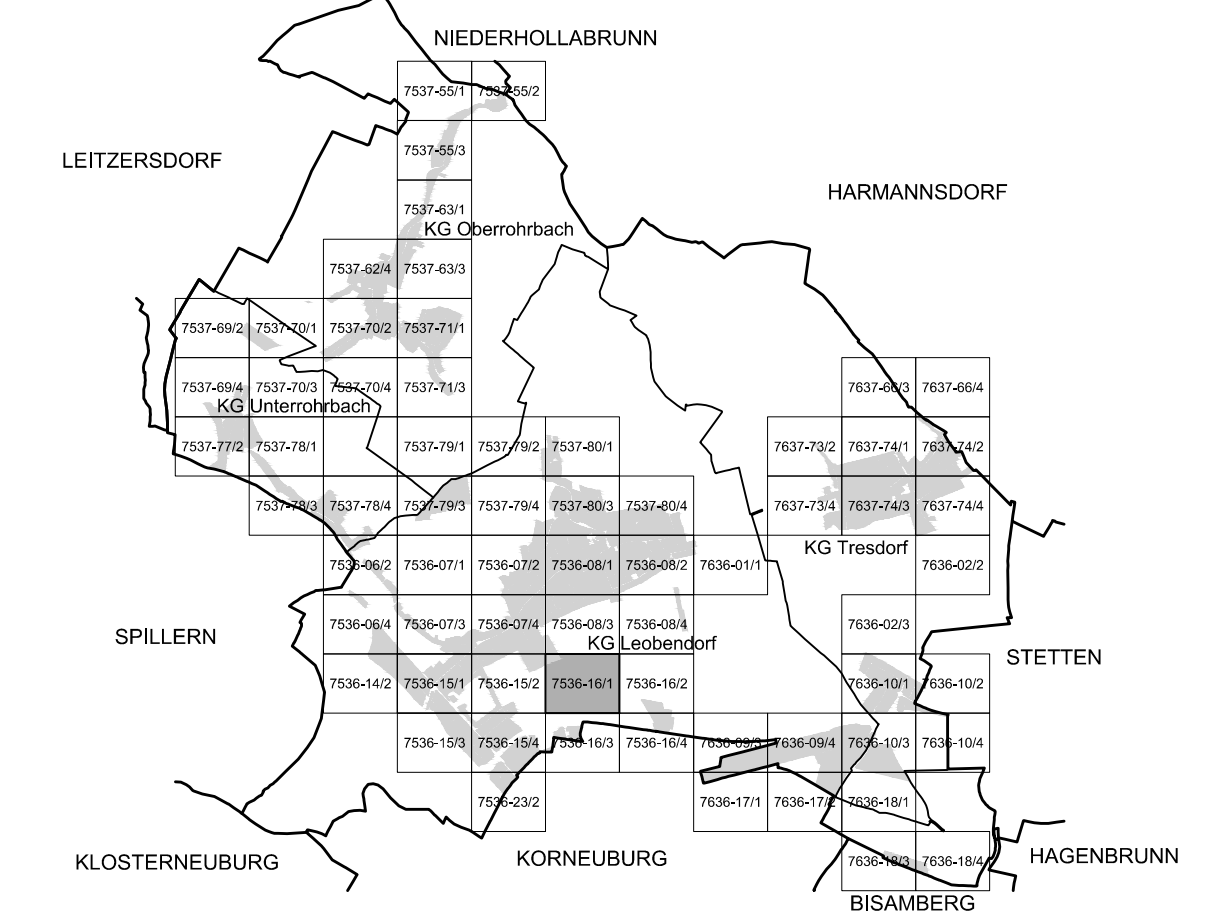 NIEDERHOLLABRUNN
7537-55/1 7537-55/2
LEITZERSDORF
7537-55/3
HARMANNSDORF
7537-63/1
KG Oberrohrbach
7537-62/4 7537-63/3
7537-69/2 7537-70/1 7537-70/2 7537-71/1
7537-69/4 7537-70/3 7537-70/4 7537-71/3 7637-66/3 7637-66/4
KG Unterrohrbach
7537-77/2 7537-78/1 7537-79/1 7537-79/2 7537-80/1 7637-73/2 7637-74/1 7637-74/2
7537-78/3 7537-78/4 7537-79/3 7537-79/4 7537-80/3 7537-80/4 7637-73/4 7637-74/3 7637-74/4
KG Tresdorf
7536-06/2 7536-07/1 7536-07/2 7536-08/1 7536-08/2 7636-01/1 7636-02/2
7536-06/4 7536-07/3 7536-07/4 7536-08/3 7536-08/4 7636-02/3
SPILLERN
KG Leobendorf
STETTEN
7536-14/2 7536-15/1 7536-15/2 7536-16/1 7536-16/2 7636-10/1 7636-10/2
7536-15/3 7536-15/4 7536-16/3 7536-16/4 7636-09/3 7636-09/4 7636-10/3 7636-10/4
7536-23/2 7636-17/1 7636-17/2 7636-18/1
KLOSTERNEUBURG
KORNEUBURG
7636-18/3 7636-18/4
HAGENBRUNN
BISAMBERG